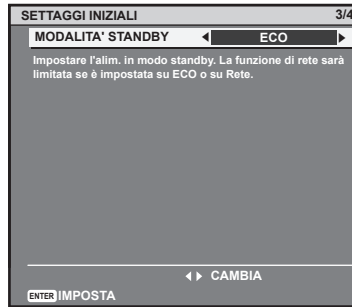 SETTAGGI INIZIALI 3/4
MODALITA' STANDBY ECO
Impostare l'alim. in modo standby. La funzione di rete sarà
limitata se è impostata su ECO o su Rete.
CAMBIA
ENTER IMPOSTA